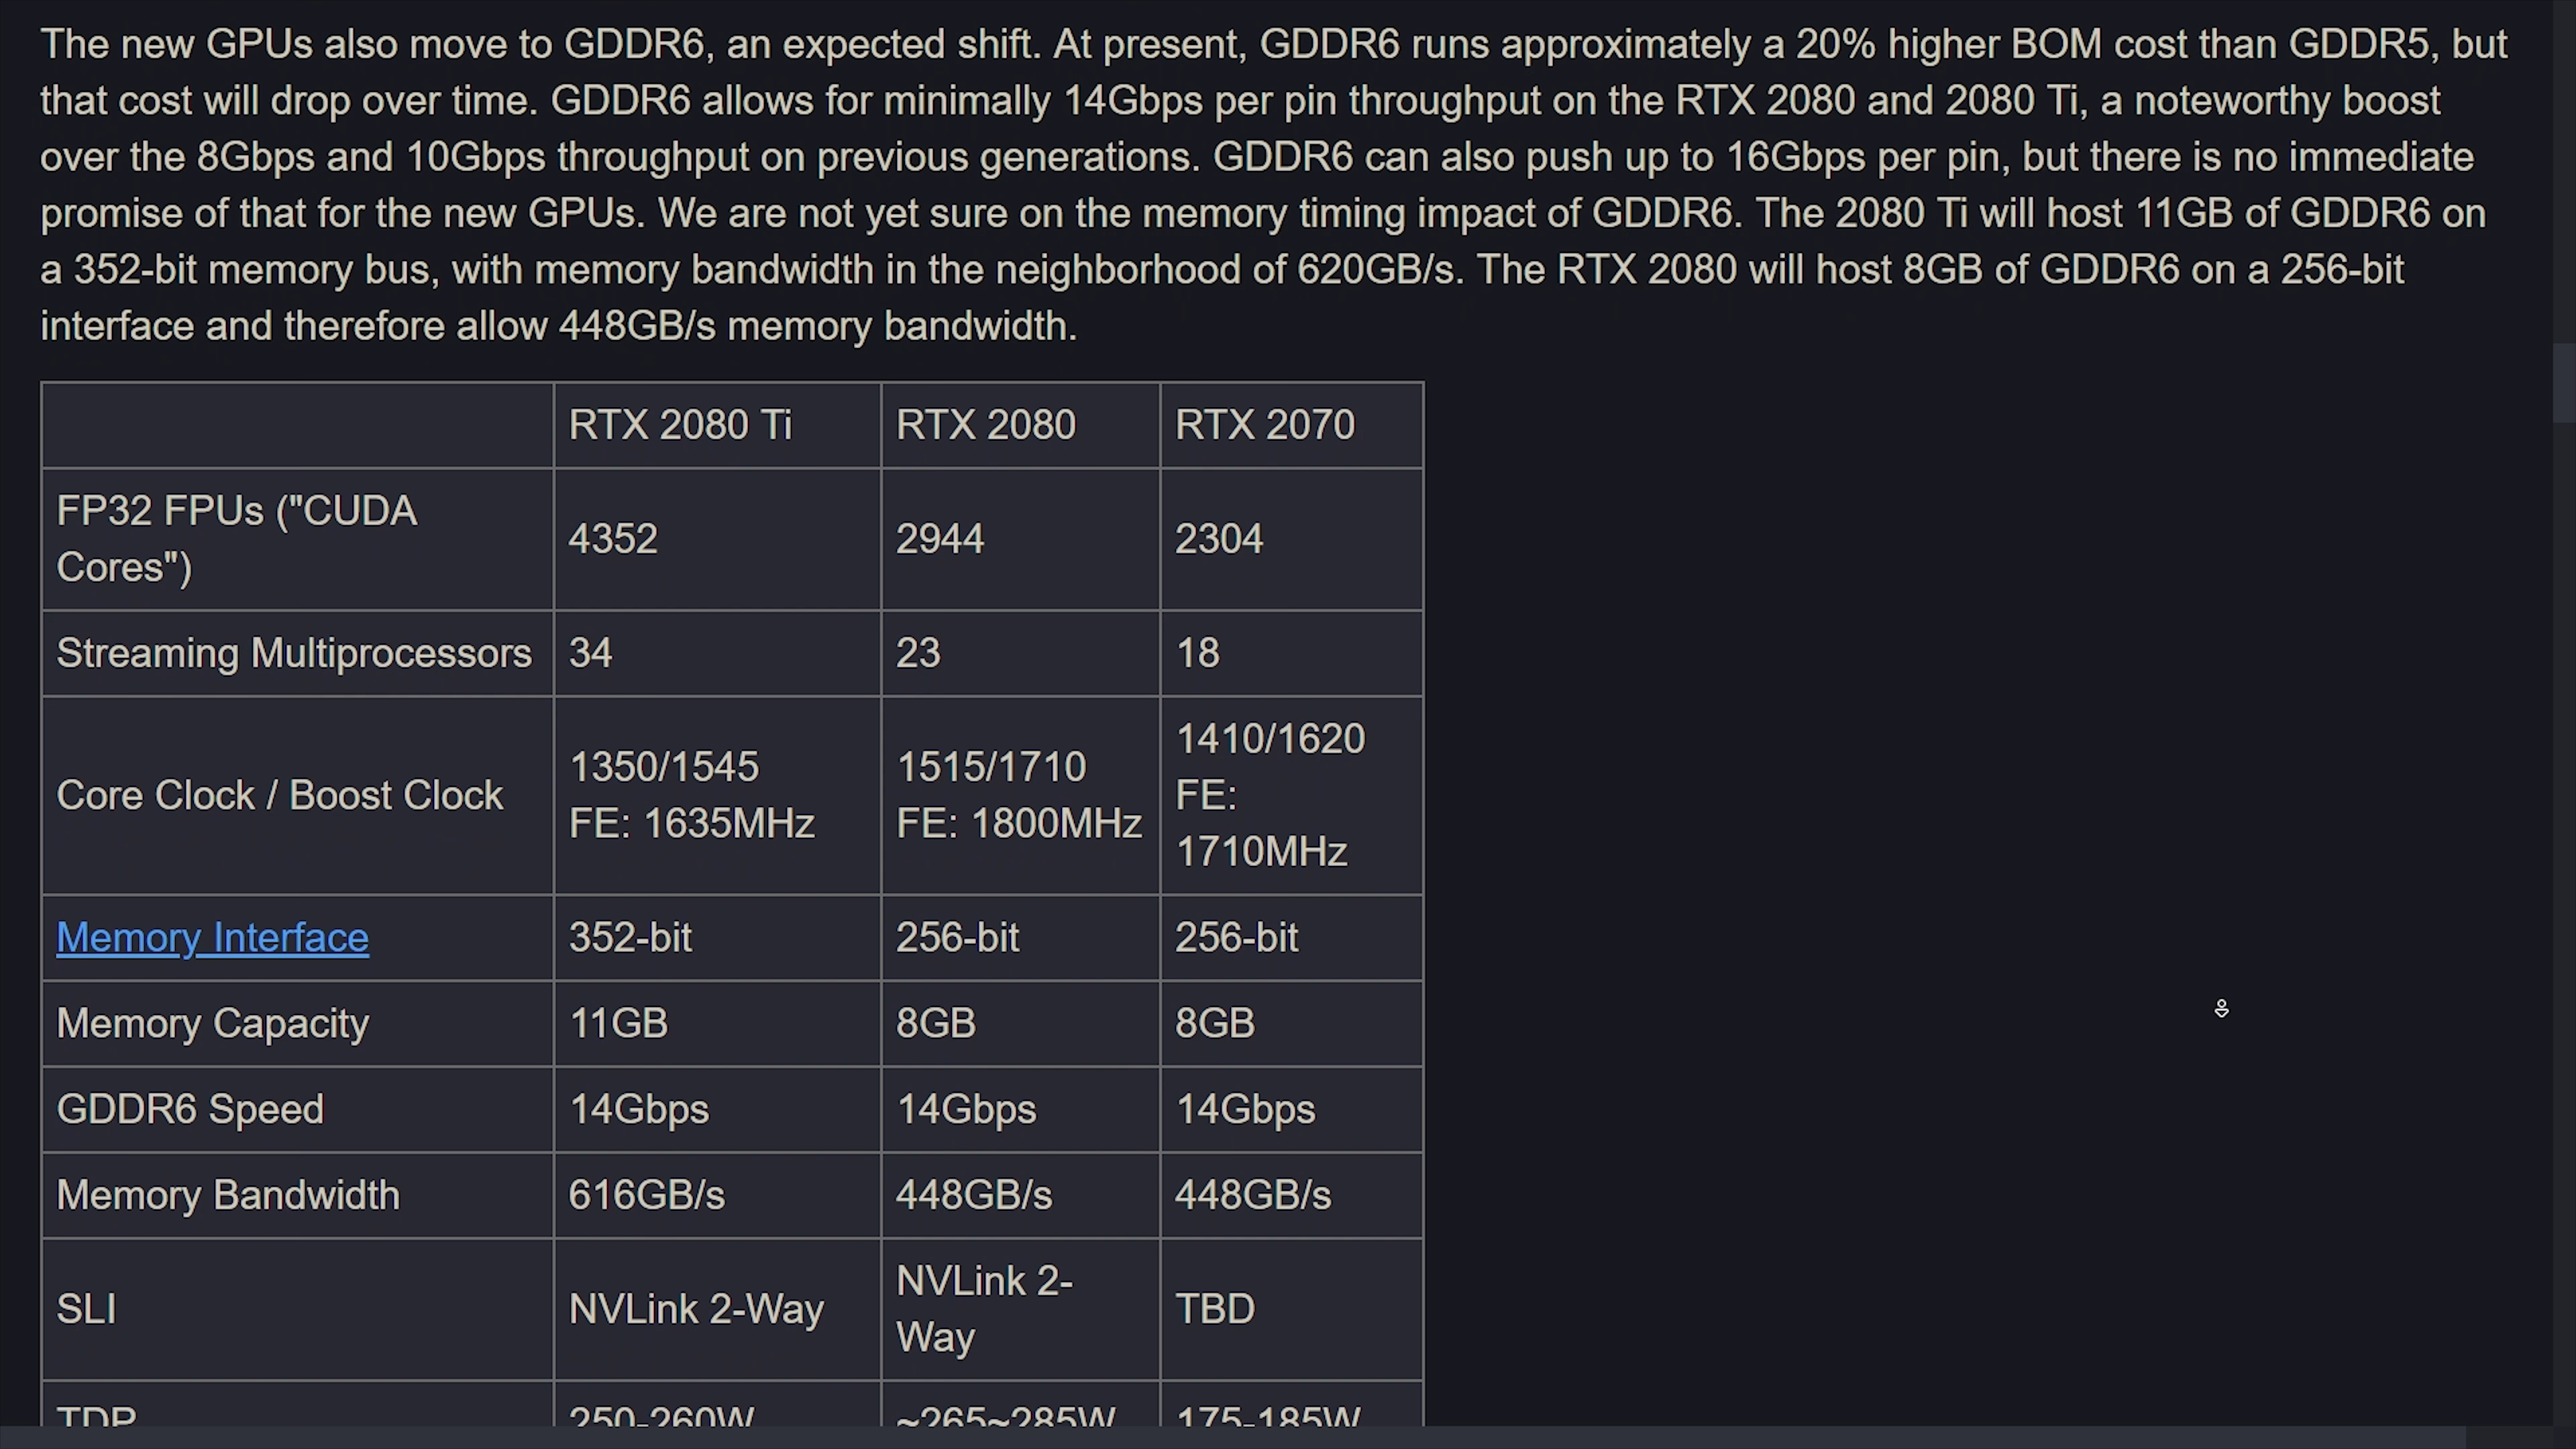 The new GPUs also move to GDDR6, an expected shift. At present, GDDR6 runs approximately a 20% higher BOM cost than GDDR5, but
that cost will drop over time. GDDR6 allows for minimally 14Gbps per pin throughput on the RTX 2080 and 2080 Ti, a noteworthy boost
over the 8Gbps and 10Gbps throughput on previous generations. GDDR6 can also push up to 16Gbps per pin, but there is no immediate
promise of that for the new GPUs. We are not yet sure on the memory timing impact of GDDR6. The 2080 Ti will host 11GB of GDDR6 on
a 352-bit memory bus, with memory bandwidth in the neighborhood of 620GB/s. The RTX 2080 will host 8GB of GDDR6 on a 256-bit
interface and therefore allow 448GB/s memory bandwidth.
RTX 2080 Ti RTX 2080 RTX 2070
FP32 FPUs ("CUDA
Cores") 4352 2944 2304
Streaming Multiprocessors 34 23 18
Core Clock / Boost Clock
1350/1545
FE: 1635MHz
1515/1710
FE: 1800MHz
1410/1620
FE:
1710MHz
Memory Interface 352-bit 256-bit 256-bit
Memory Capacity 11GB 8GB 8GB
GDDR6 Speed 14Gbps 14Gbps 14Gbps
Memory Bandwidth 616GB/s 448GB/s 448GB/s
SLI NVLink 2-Way
NVLink 2-
Way
TBD
TDP 250-260W ~265~285W 175-185W